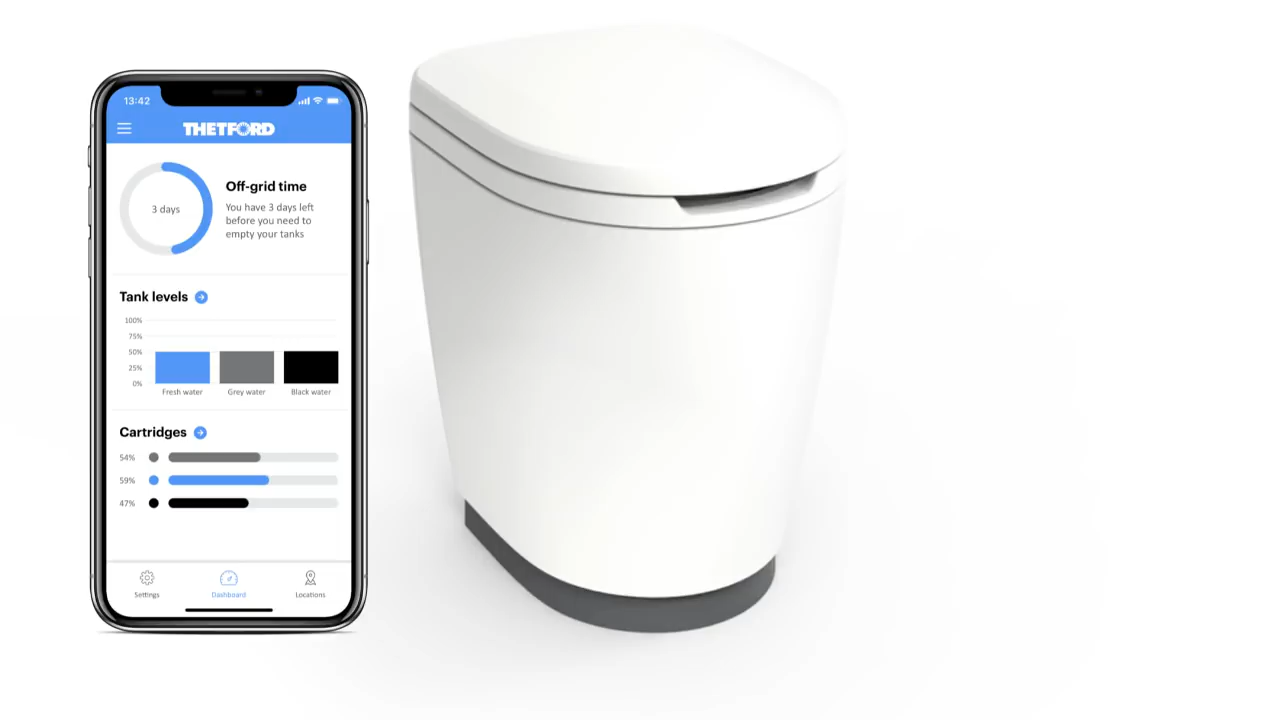 13:42
THETFORD
3 days
Off-grid time
You have 3 days left
before you need to
empty your tanks
Tank levels
100%
75%
50%
25%
0%
Fresh water Grey water Black water
Cartridges
54%
59%
47%
Settings Dashboard Locations